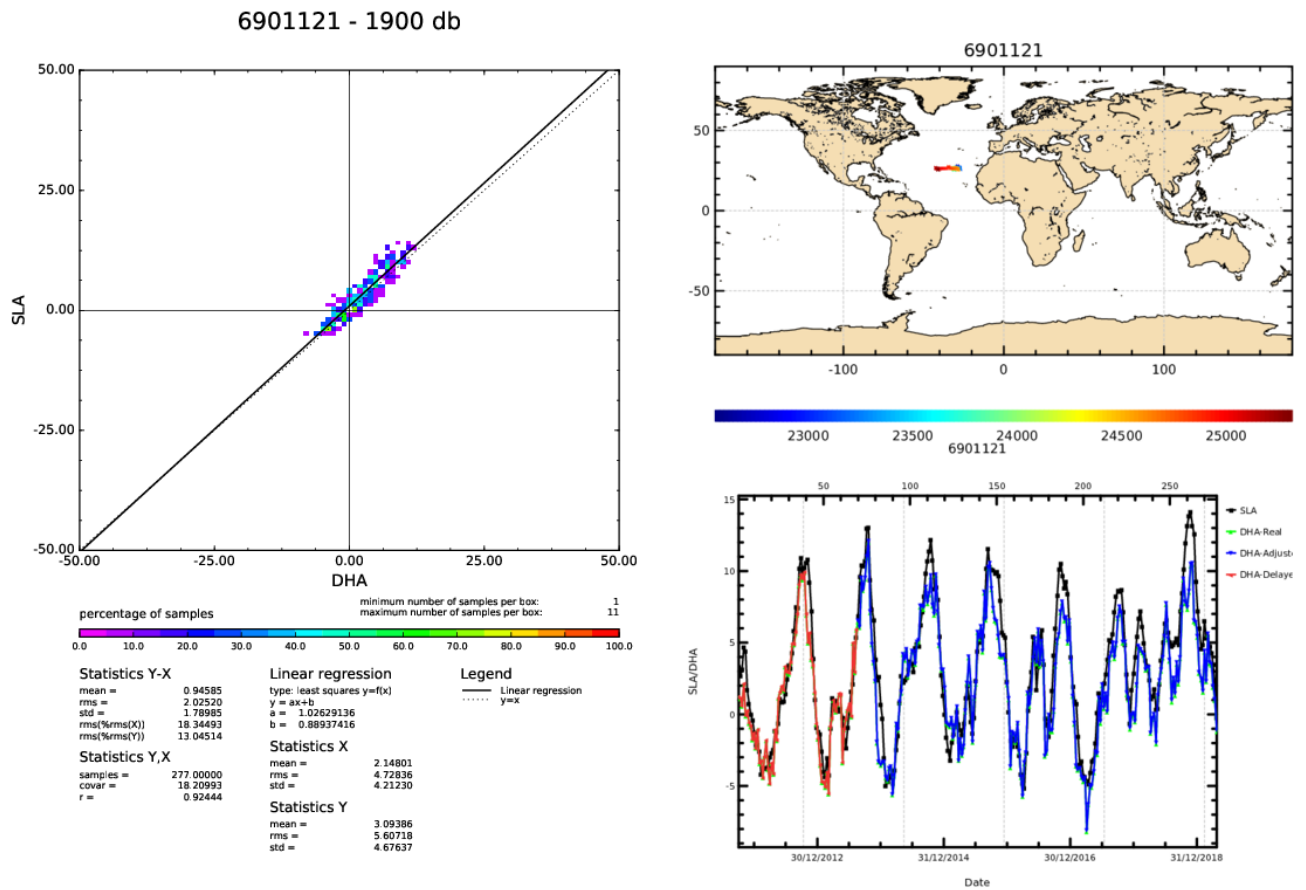 6901121 - 1900 db
50.00
25.00
0.00
-25.00
-50.00
SLA
-50.00 -25.00 0.00 25.00 50.00
DHA
percentage of samples
minimum number of samples per box: 1
maximum number of samples per box: 11
0.0 10.0 20.0 30.0 40.0 50.0 60.0 70.0 80.0 90.0 100.0
Statistics Y-X
mean = 0.94585
rms = 2.02520
std = 1.78985
rms(%rms(X)) 18.34493
rms(%rms(Y)) 13.04514
Statistics Y,X
samples = 277.00000
covar = 18.20993
r = 0.92444
Linear regression
type: least squares y=f(x)
y = ax+b
a = 1.02629136
b = 0.88937416
Statistics X
mean = 2.14801
rms = 4.72836
std = 4.21230
Statistics Y
mean = 3.09386
rms = 5.60718
std = 4.67637
Legend
Linear regression
y=x
6901121
50
0
-50
-100 0 100
23000 23500 24000 24500 25000
6901121
50 100 150 200 250
15
10
5
0
-5
SLA/DHA
30/12/2012 31/12/2014 30/12/2016 31/12/2018
Date
SLA
DHA-Real
DHA-Adjuste
DHA-Delaye